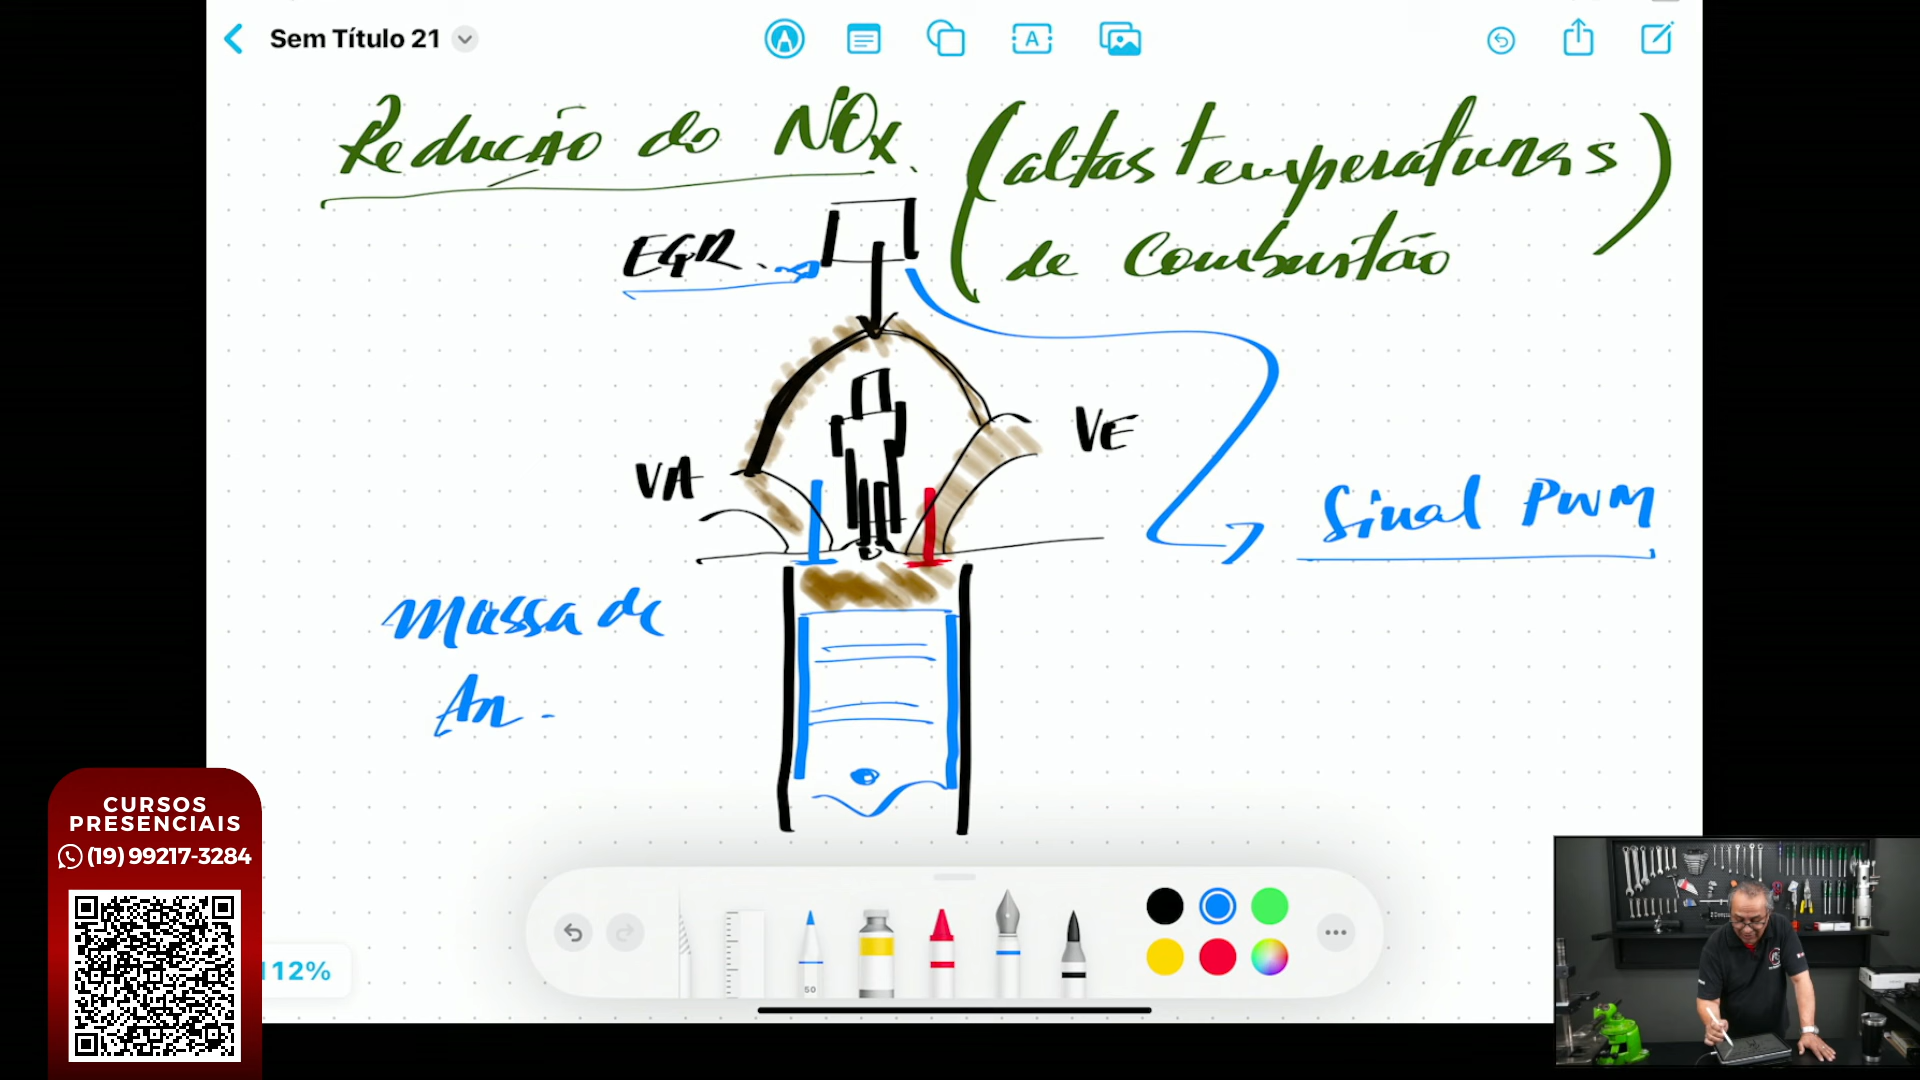 Sem Título 21
Redução do NOx. (altas temperaturas)
de Combustão
EGR.
VE
VA
Sinal PWM
Massa de
Ar.
CURSOS
PRESENCIAIS
(19) 99217-3284
112%
50